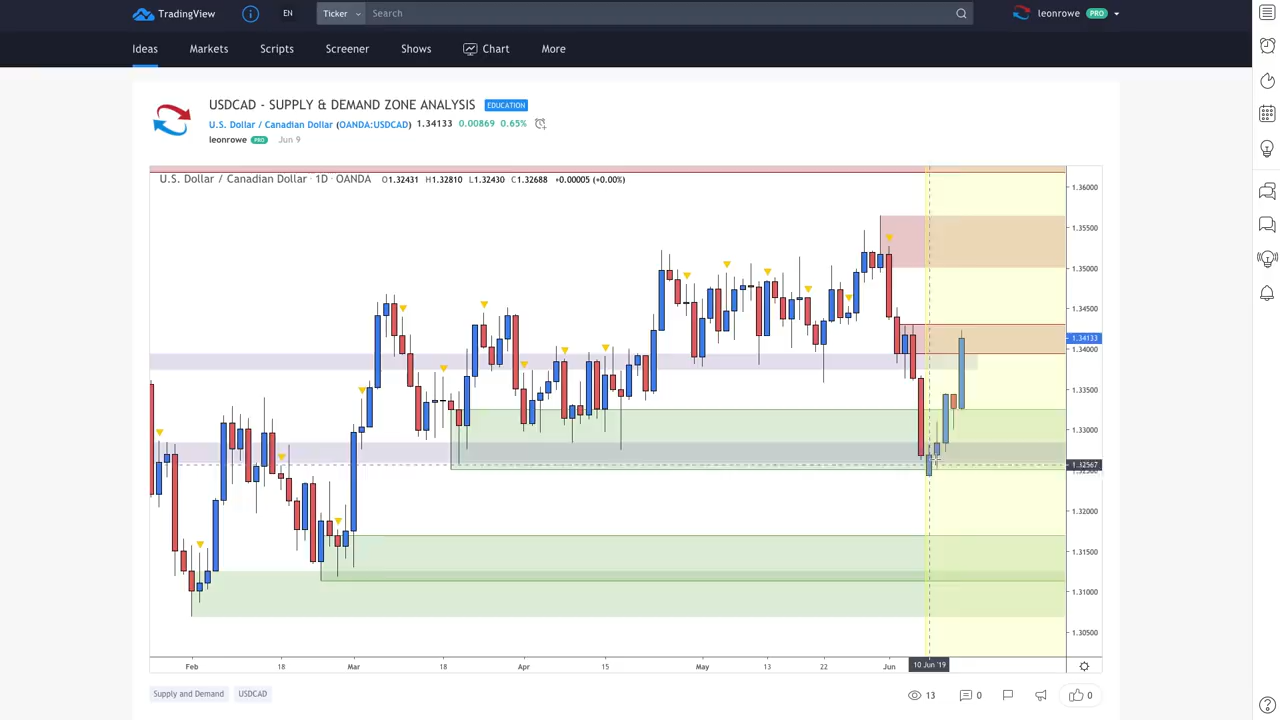 TradingView
EN
Ticker
Search
leonrowe PRO
Ideas Markets Scripts Screener Shows Chart More
USDCAD - SUPPLY & DEMAND ZONE ANALYSIS EDUCATION
U.S. Dollar / Canadian Dollar (OANDA:USDCAD) 1.34133 0.00869 0.65%
leonrowe PRO Jun 9
U.S. Dollar / Canadian Dollar · 1D · OANDA O1.32431 H1.32810 L1.32430 C1.32688 +0.00005 (+0.00%)
1.36000
1.35500
1.35000
1.34500
1.34133
1.34000
1.33500
1.33000
1.32567
1.32000
1.31500
1.31000
1.30500
Feb 18 Mar 18 Apr 15 May 13 22 Jun 10 Jun '19
Supply and Demand USDCAD
13 0 0